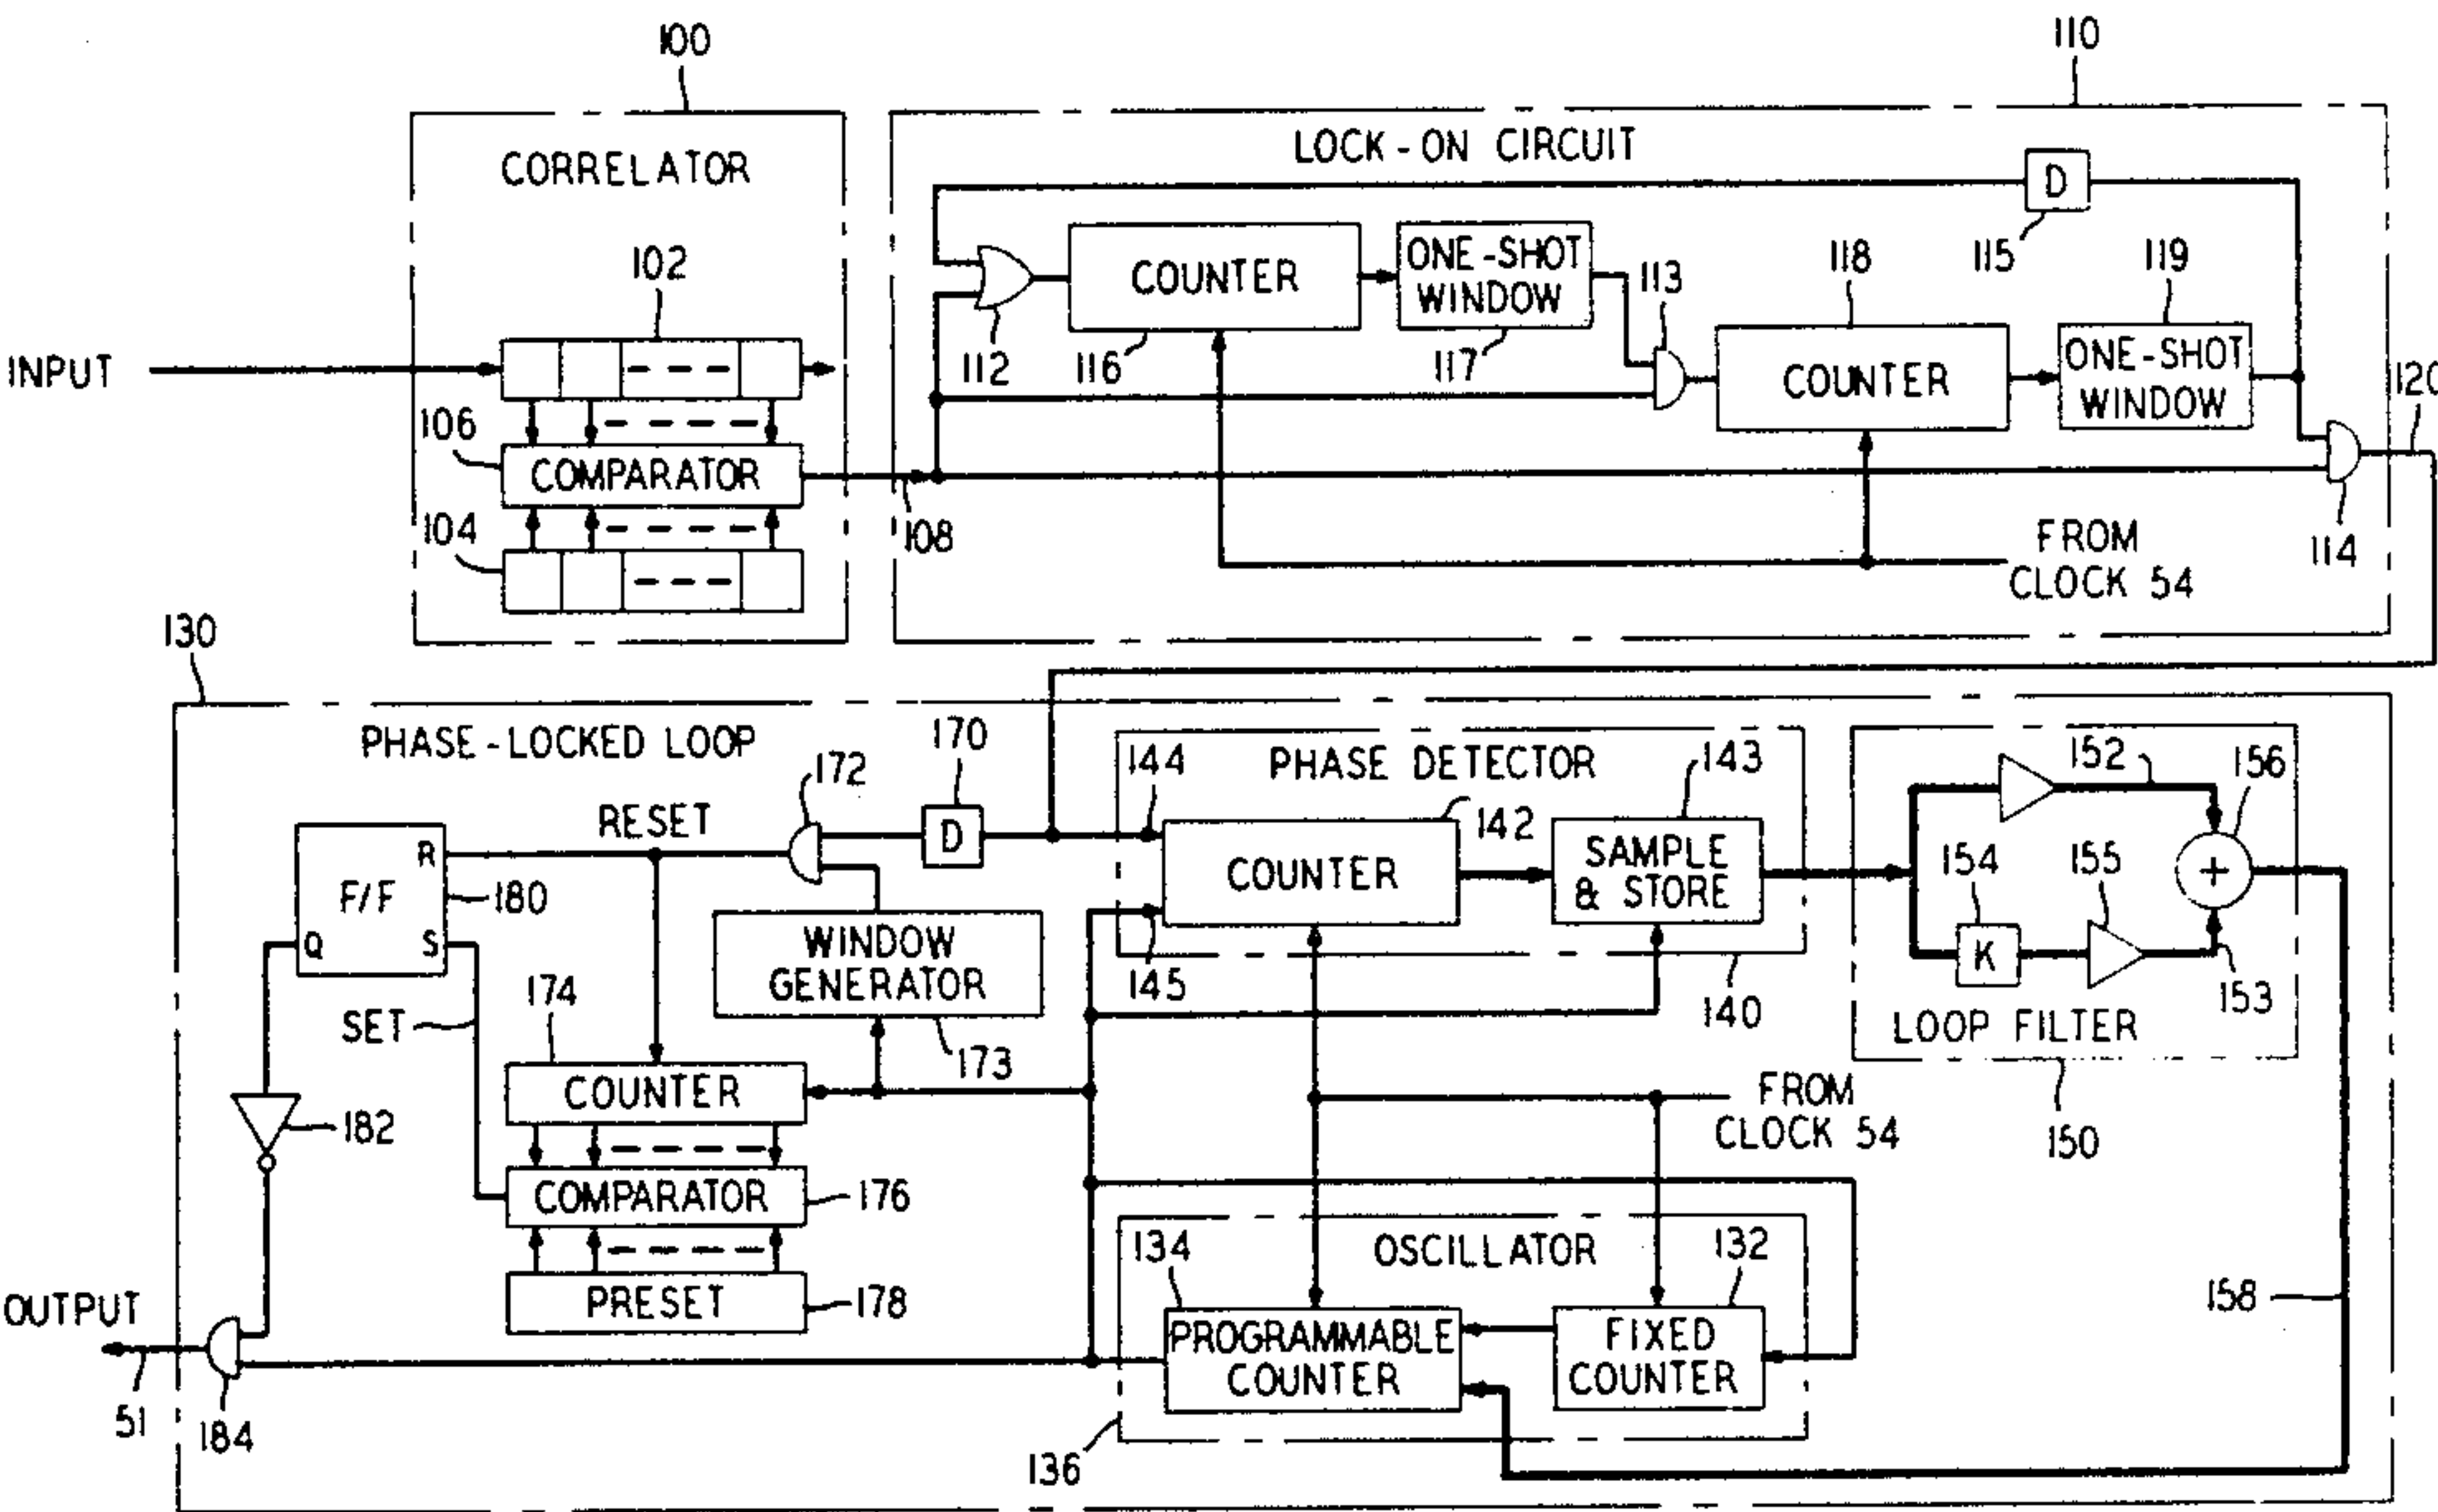 100
110
CORRELATOR
LOCK-ON CIRCUIT
D
115
102
COUNTER
ONE-SHOT
WINDOW
113
118
119
112
116
117
INPUT
COUNTER
ONE-SHOT
WINDOW
120
106
COMPARATOR
104
108
FROM
CLOCK 54
114
130
PHASE-LOCKED LOOP
172
170
144
PHASE DETECTOR
143
152
156
RESET
D
142
R
F/F
180
Q
S
COUNTER
SAMPLE
& STORE
154
155
+
K
WINDOW
GENERATOR
145
140
153
SET
174
173
LOOP FILTER
COUNTER
FROM
CLOCK 54
150
182
COMPARATOR
176
134
OSCILLATOR
132
PRESET
178
158
OUTPUT
PROGRAMMABLE
COUNTER
FIXED
COUNTER
51
184
136